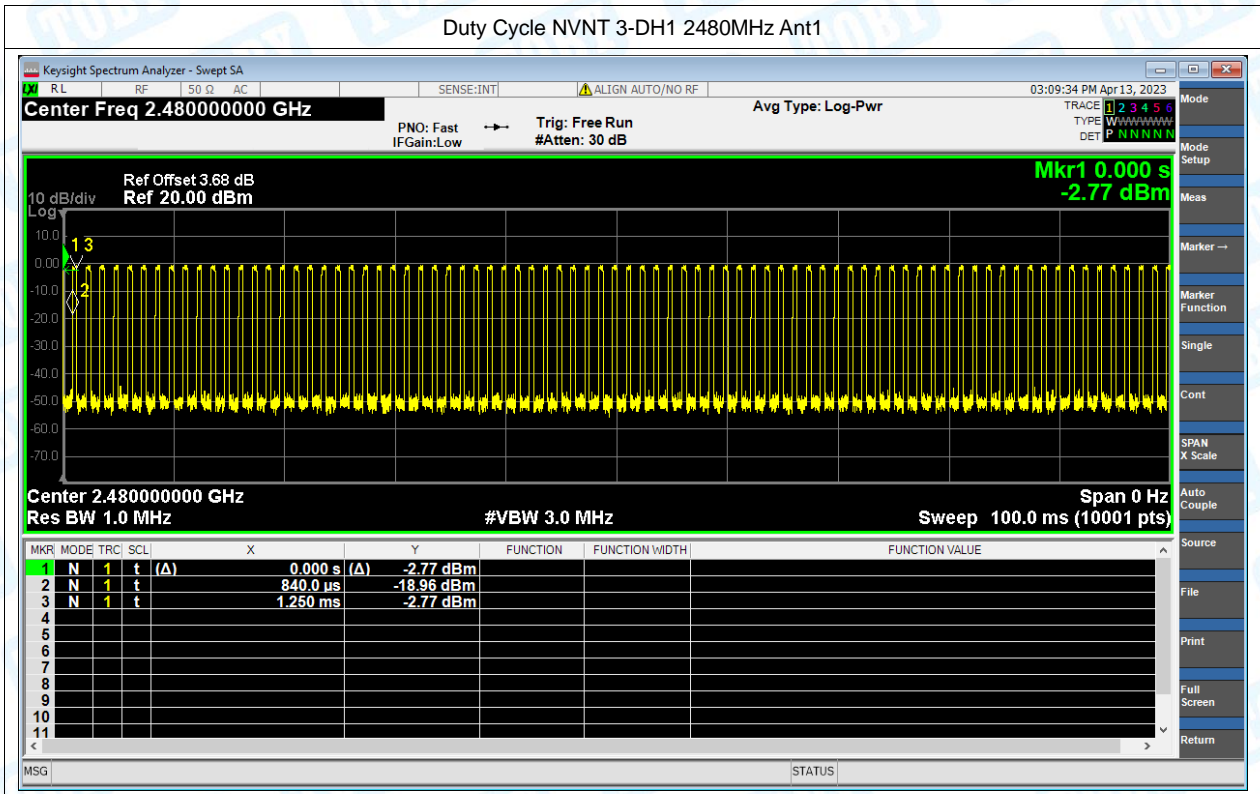 Duty Cycle NVNT 3-DH1 2480MHz Ant1
Keysight Spectrum Analyzer - Swept SA
LXI RL RF 50 Ω AC SENSE:INT ALIGN AUTO/NO RF 03:09:34 PM Apr 13, 2023
Center Freq 2.480000000 GHz Avg Type: Log-Pwr TRACE 1 2 3 4 5 6
PNO: Fast Trig: Free Run TYPE WWWWWWW
IFGain:Low #Atten: 30 dB DET P N N N N N
Mode
Mode
Setup
Meas
Marker →
Marker
Function
Single
Cont
SPAN
X Scale
Auto
Couple
Source
File
Print
Full
Screen
Return
Mkr1 0.000 s
-2.77 dBm
Ref Offset 3.68 dB
10 dB/div Ref 20.00 dBm
Log
10.0
0.00
-10.0
-20.0
-30.0
-40.0
-50.0
-60.0
-70.0
1 3
2
Center 2.480000000 GHz Span 0 Hz
Res BW 1.0 MHz #VBW 3.0 MHz Sweep 100.0 ms (10001 pts)
MKR MODE TRC SCL X Y FUNCTION FUNCTION WIDTH FUNCTION VALUE
1 N 1 t (Δ) 0.000 s (Δ) -2.77 dBm
2 N 1 t 840.0 µs -18.96 dBm
3 N 1 t 1.250 ms -2.77 dBm
4
5
6
7
8
9
10
11
MSG STATUS